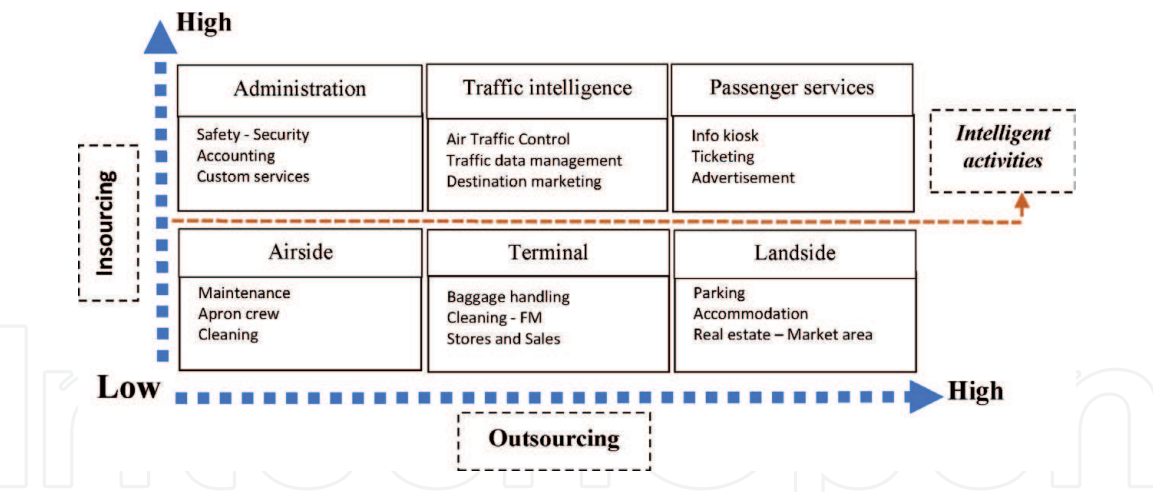 High
Administration
Safety - Security
Accounting
Custom services
Traffic intelligence
Air Traffic Control
Traffic data management
Destination marketing
Passenger services
Info kiosk
Ticketing
Advertisement
Intelligent
activities
Insourcing
Airside
Maintenance
Apron crew
Cleaning
Terminal
Baggage handling
Cleaning - FM
Stores and Sales
Landside
Parking
Accommodation
Real estate – Market area
Low
High
Outsourcing